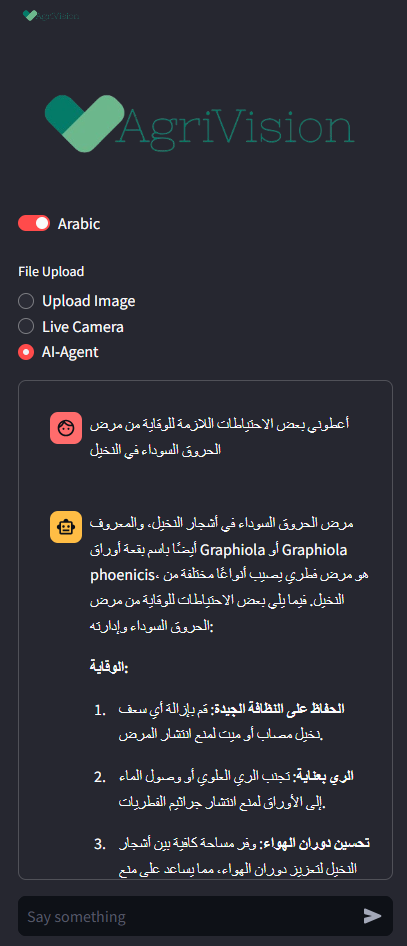 AgriVision
AgriVision
Arabic
File Upload
Upload Image
Live Camera
AI-Agent
أعطوني بعض الاحتياطات اللازمة للوقاية من مرض
الحروق السوداء في النخيل
مرض الحروق السوداء في أشجار النخيل، والمعروف
أيضًا باسم بقعة أوراق Graphiola أو Graphiola
phoenicis، هو مرض فطري يصيب أنواعًا مختلفة من
النخيل. فيما يلي بعض الاحتياطات للوقاية من مرض
الحروق السوداء وإدارته:
الوقاية:
1. الحفاظ على النظافة الجيدة: قم بإزالة أي سعف
نخيل مصاب أو ميت لمنع انتشار المرض.
2. الري بعناية: تجنب الري العلوي أو وصول الماء
إلى الأوراق لمنع انتشار جراثيم الفطريات.
3. تحسين دوران الهواء: وفر مساحة كافية بين أشجار
النخيل لتعزيز دوران الهواء، مما يساعد على منع
Say something